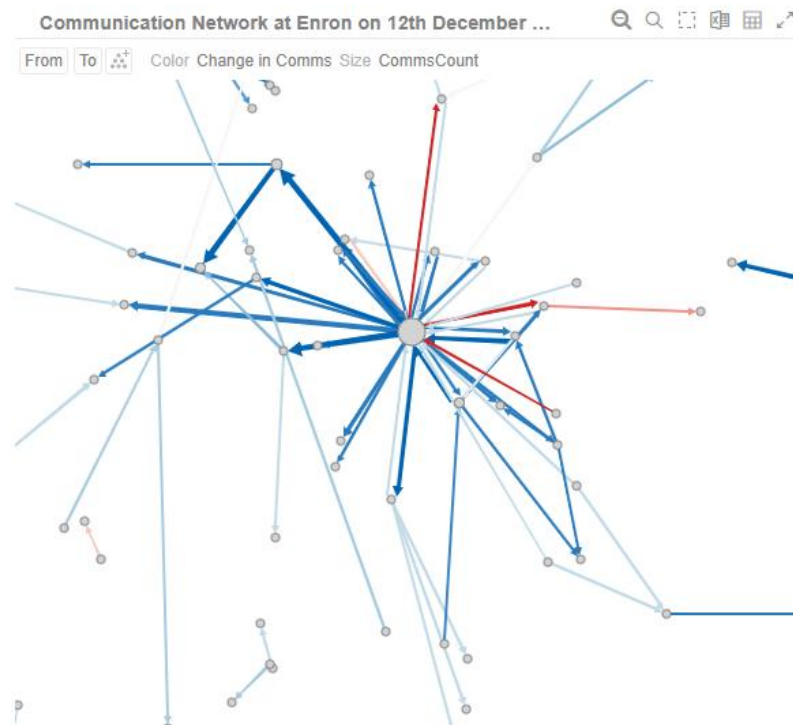 Communication Network at Enron on 12th December ...
From To Color Change in Comms Size CommsCount